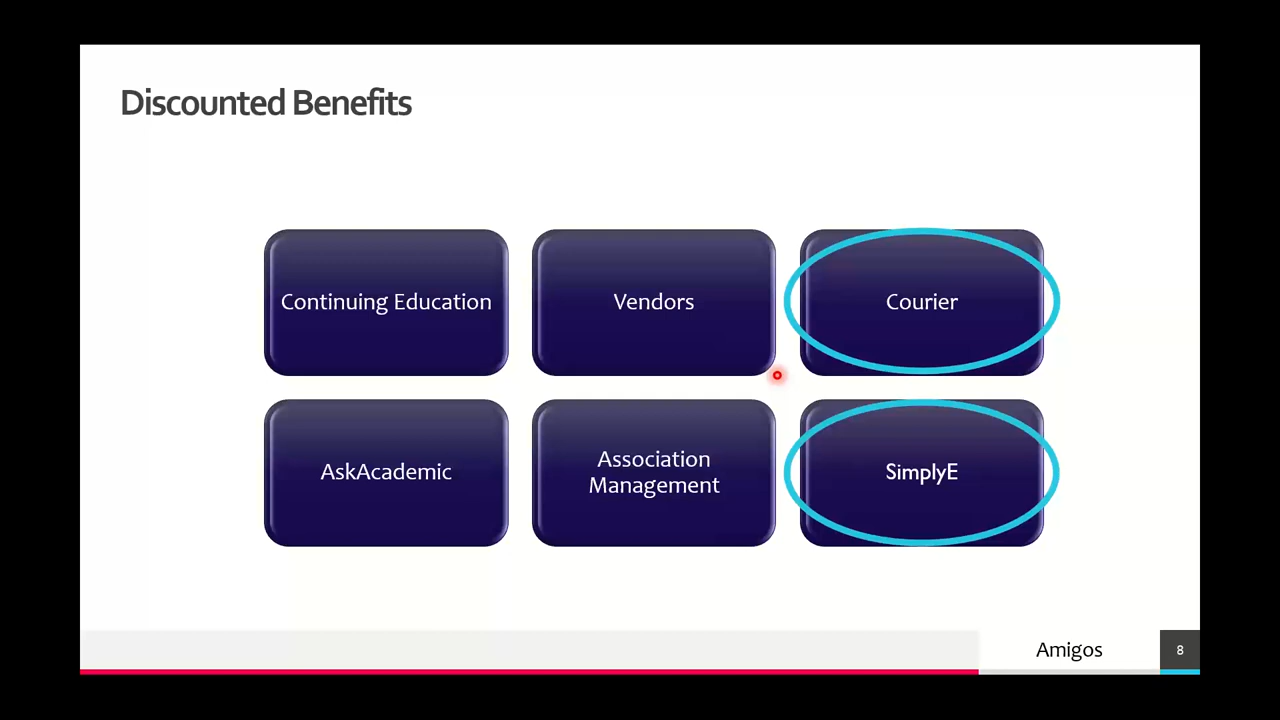 Discounted Benefits
Continuing Education
Vendors
Courier
AskAcademic
Association
Management
SimplyE
Amigos
8